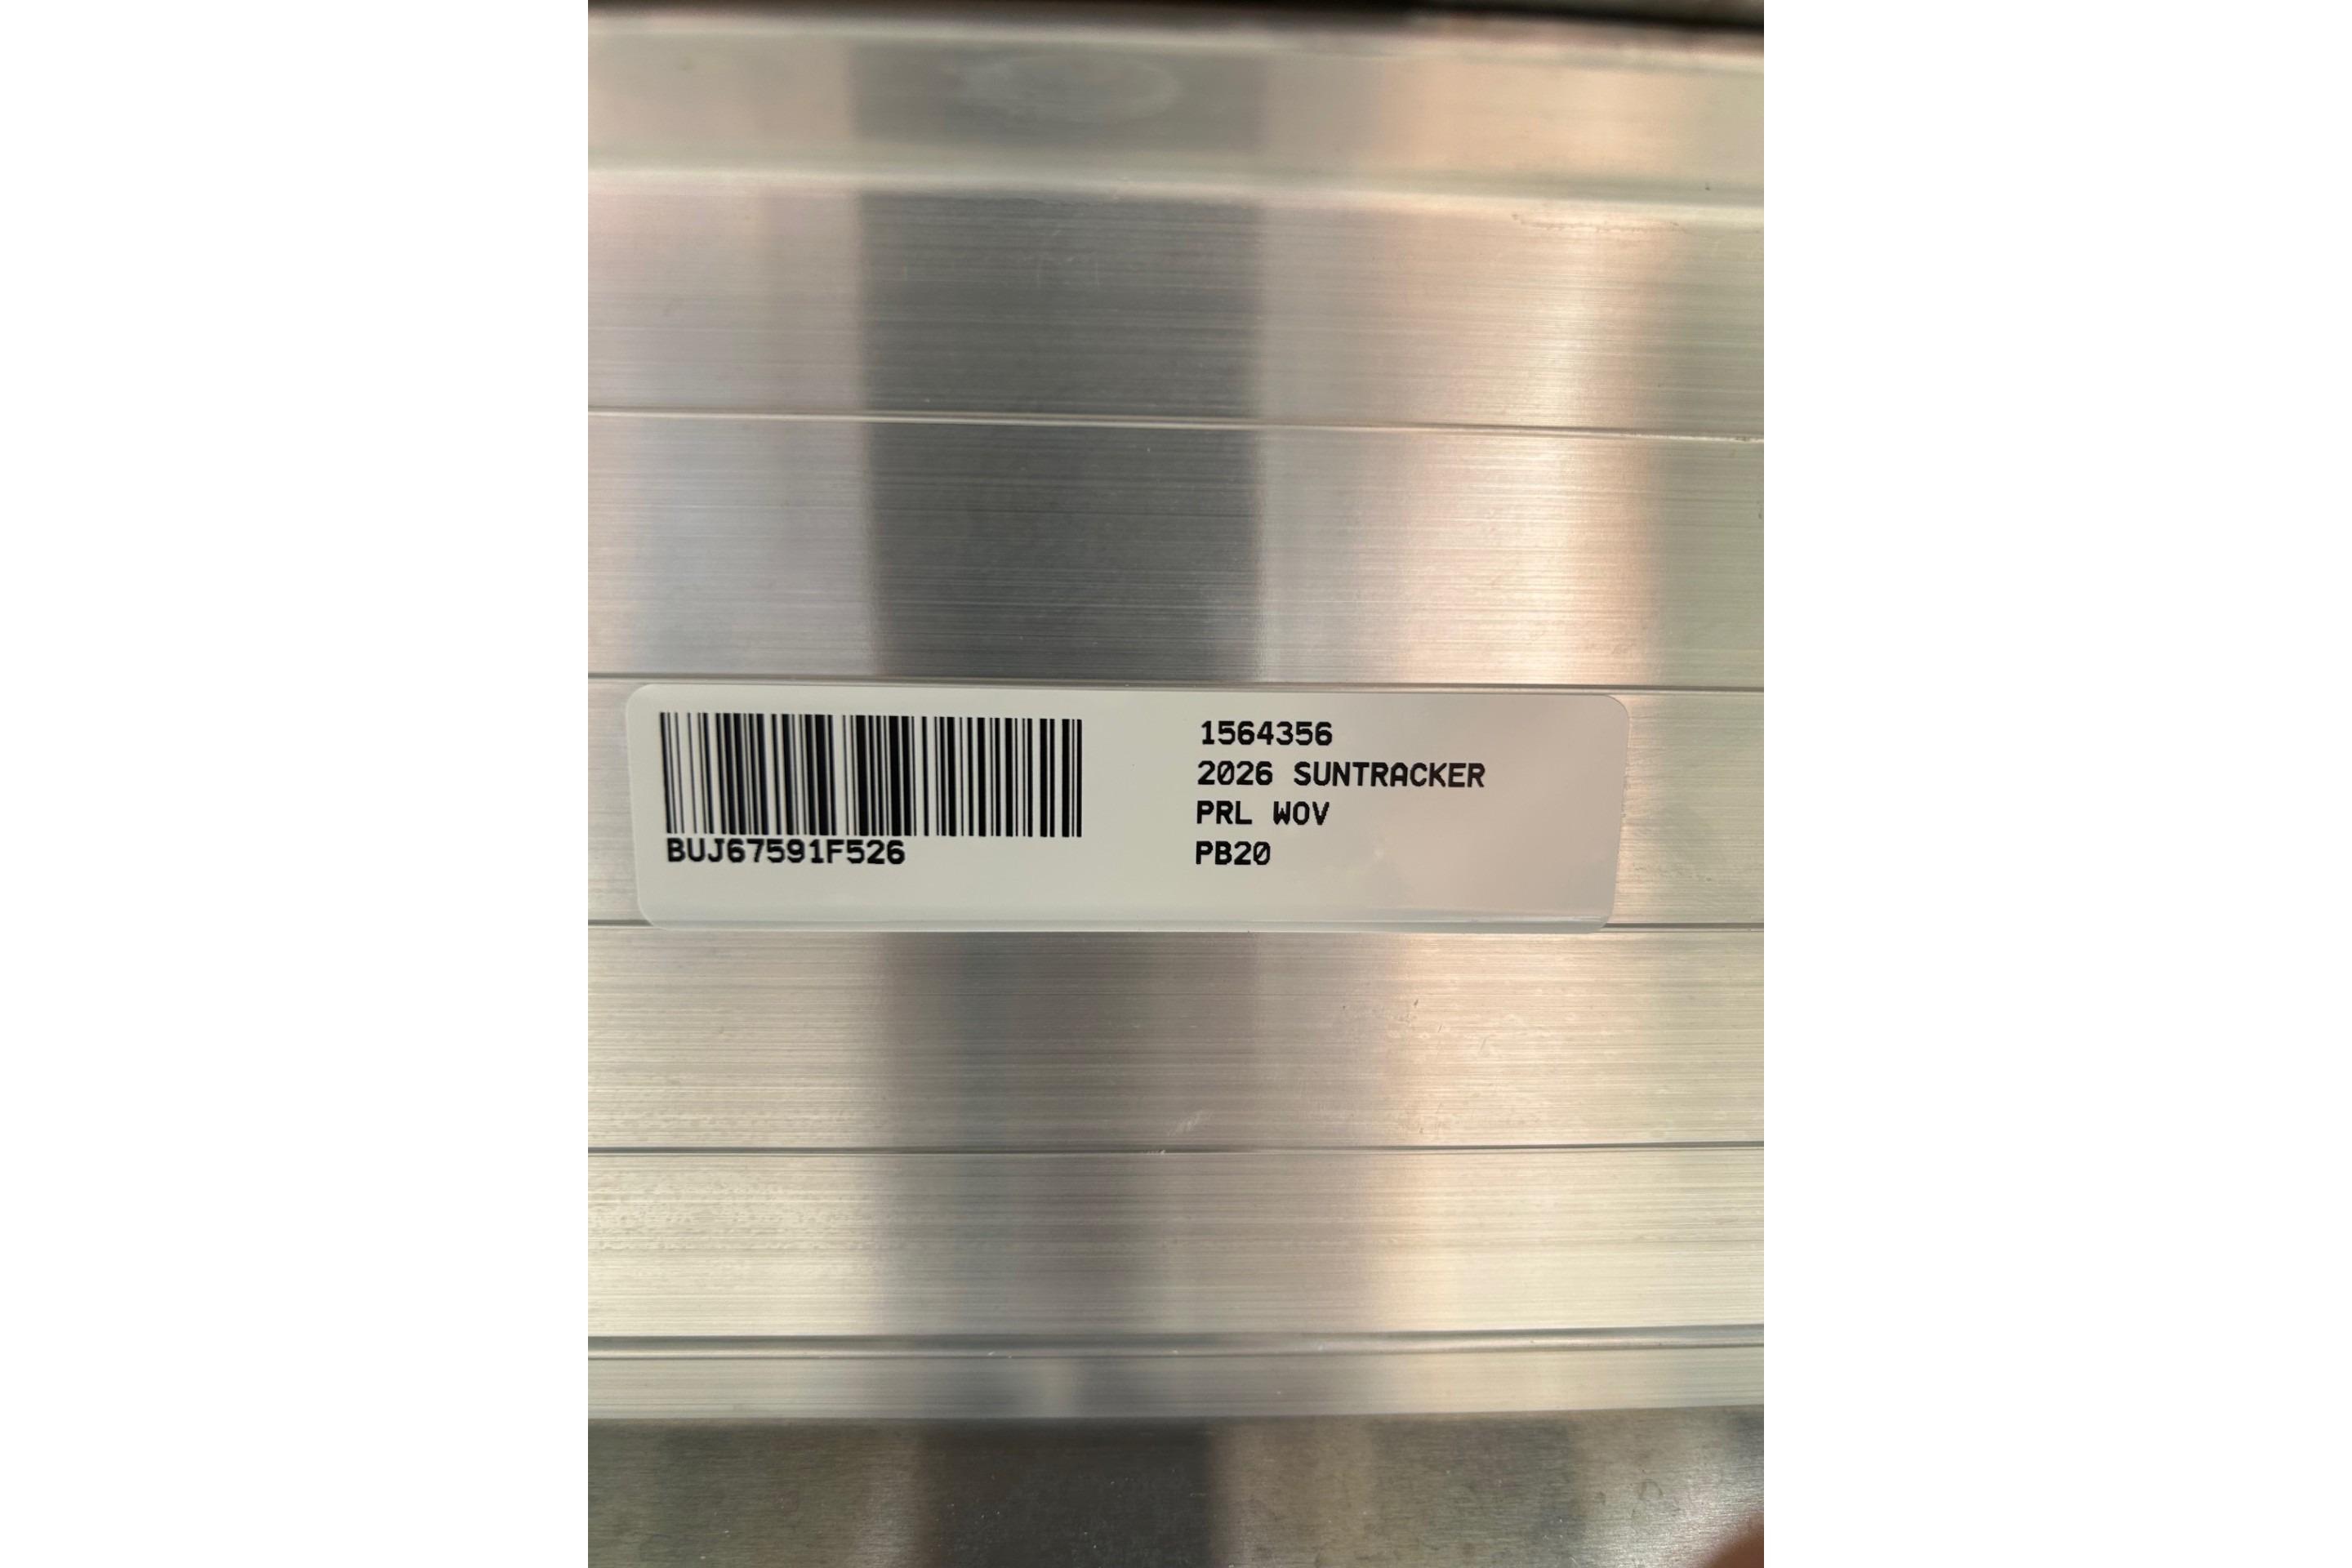 BUJ67591F526
1564356
2026 SUNTRACKER
PRL WOV
PB20